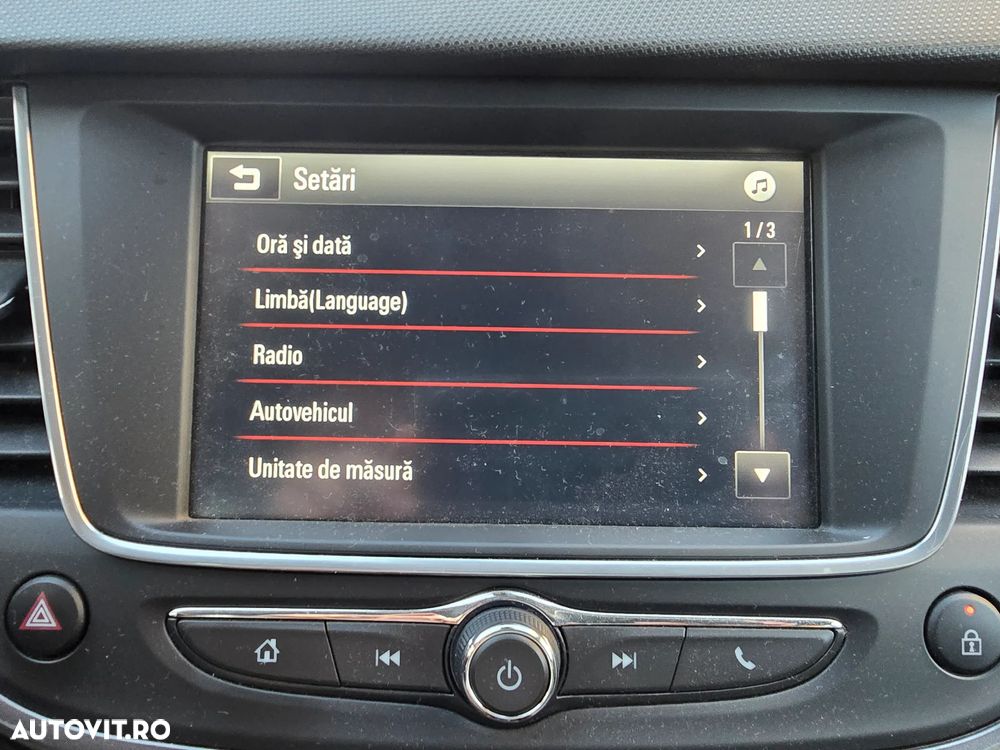 Setări
1/3
Oră şi dată
Limbă(Language)
Radio
Autovehicul
Unitate de măsură
AUTOVIT.RO